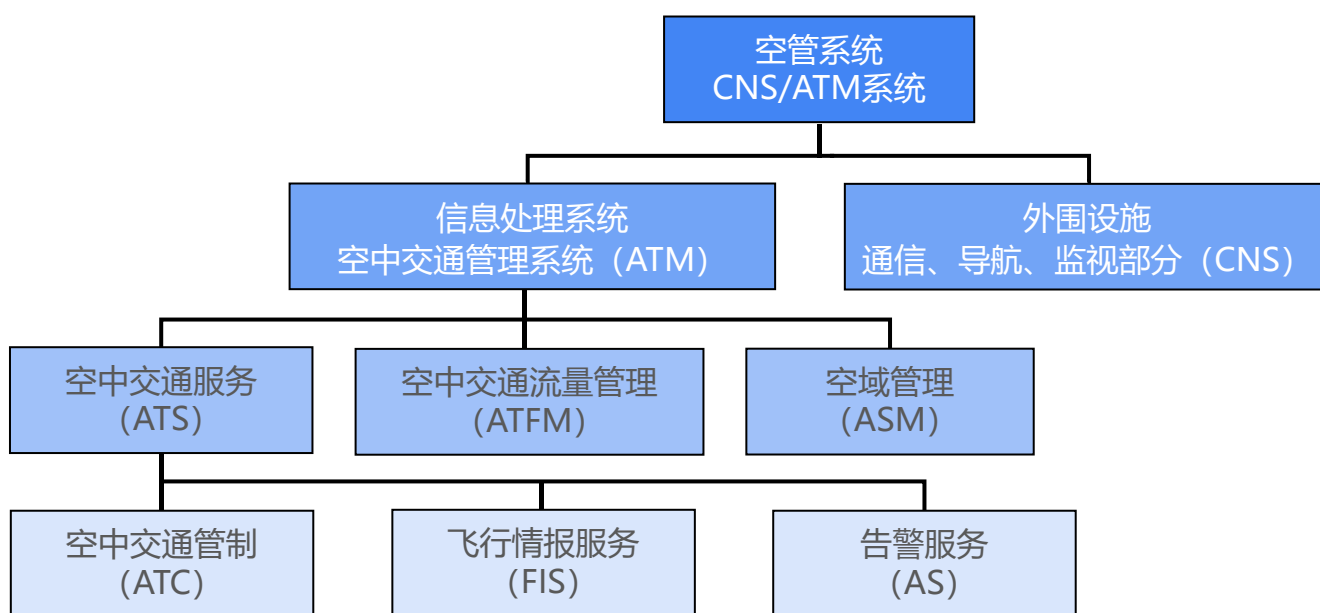 空管系统
CNS/ATM系统
信息处理系统
空中交通管理系统（ATM）
外围设施
通信、导航、监视部分（CNS）
空中交通服务
（ATS）
空中交通流量管理
（ATFM）
空域管理
（ASM）
空中交通管制
（ATC）
飞行情报服务
（FIS）
告警服务
（AS）